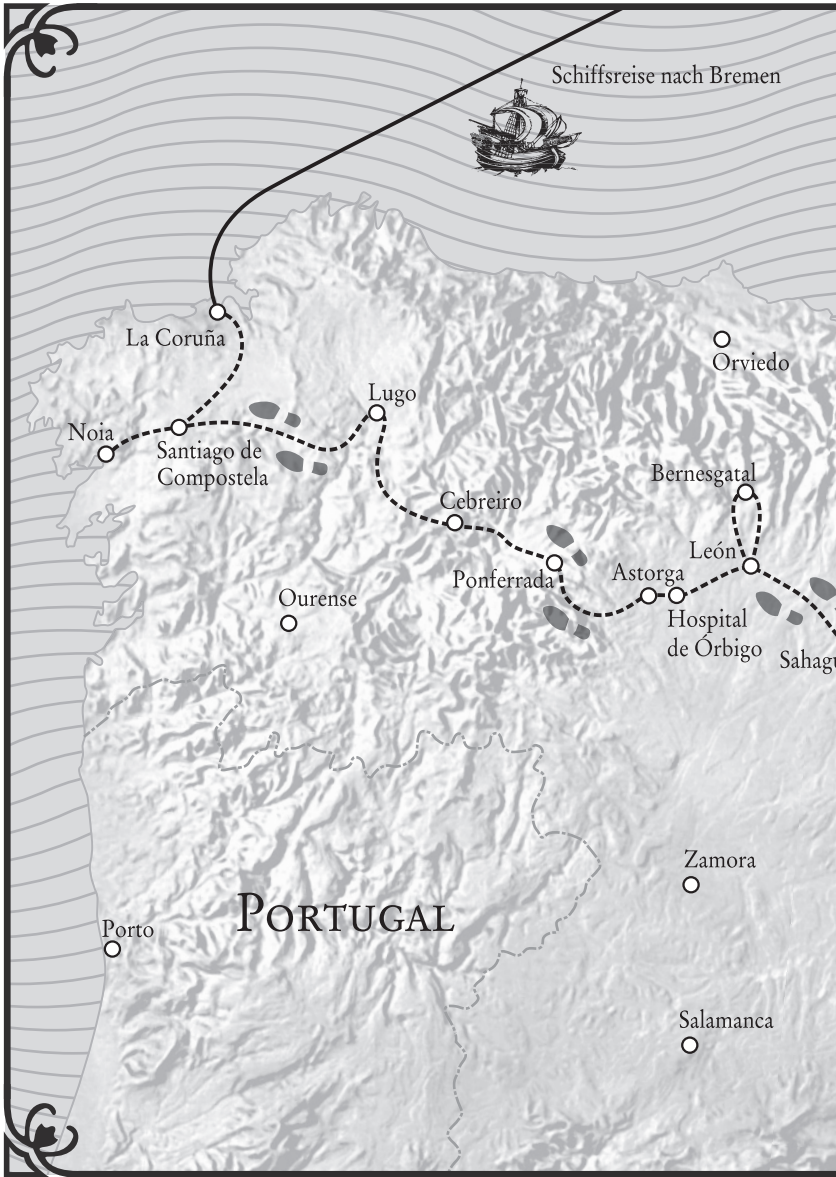 Schiffsreise nach Bremen
La Coruña
Orviedo
Lugo
Noia
Santiago de
Compostela
Bernesgatal
Cebreiro
León
Ponferrada
Astorga
Ourense
Hospital
de Órbigo
Sahagu
Zamora
PORTUGAL
Porto
Salamanca